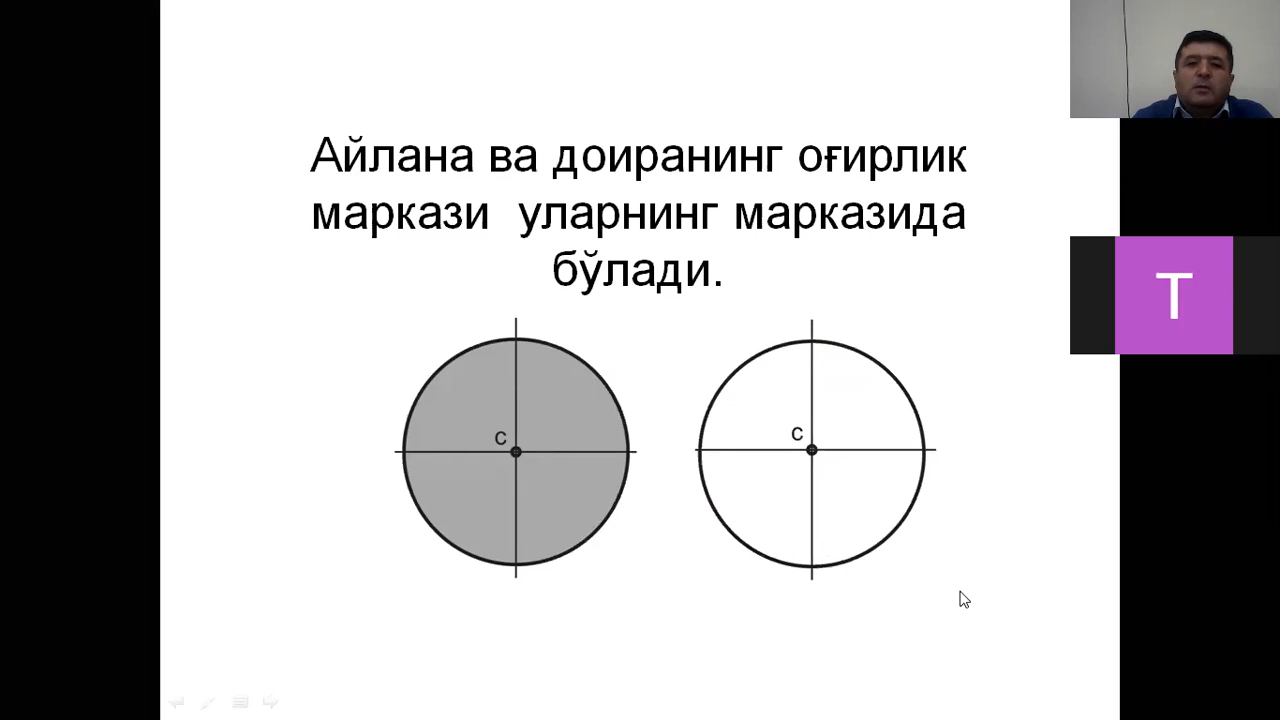 Айлана ва доиранинг оғирлик
маркази уларнинг марказида
бўлади.
c
c
T